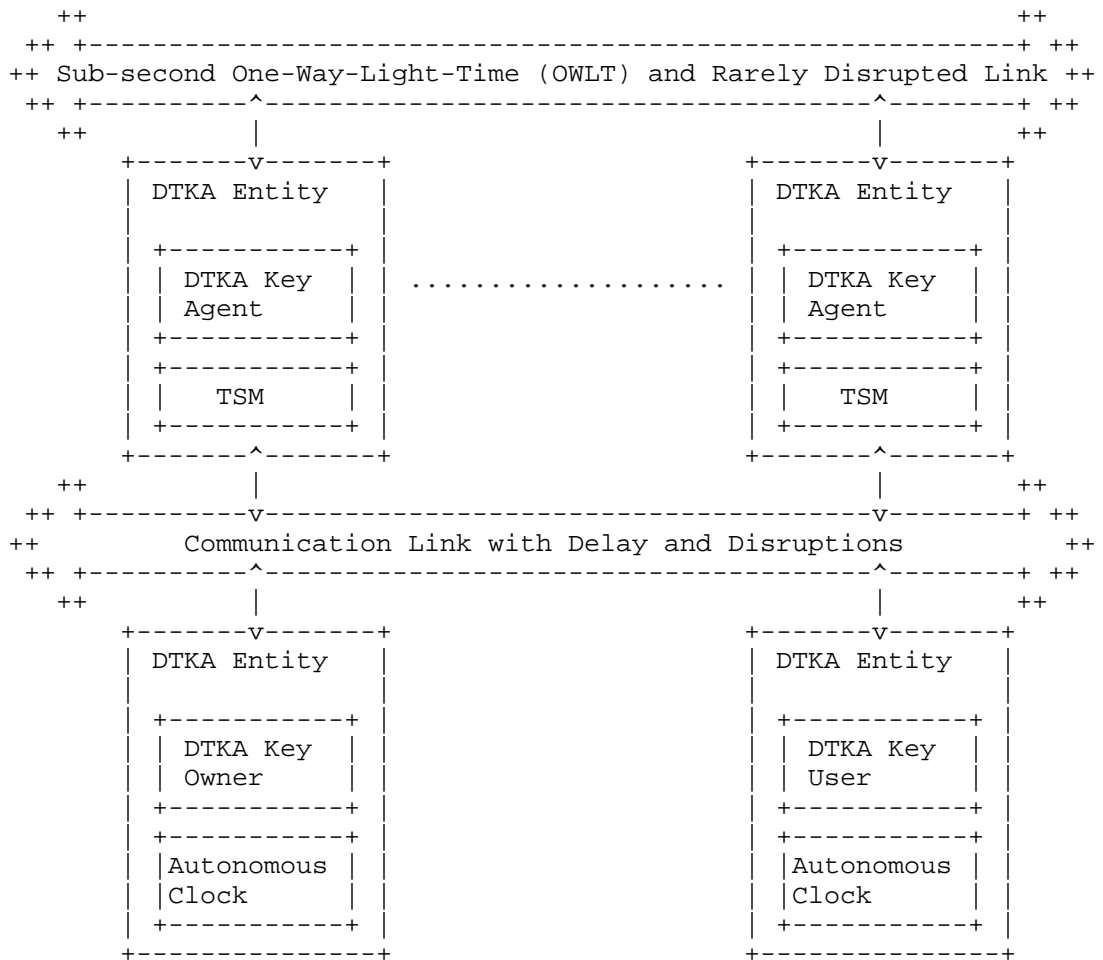 Sub-second One-Way-Light-Time (OWLT) and Rarely Disrupted Link
DTKA Entity DTKA Entity
DTKA Key ..................... DTKA Key
Agent Agent
TSM TSM
Communication Link with Delay and Disruptions
DTKA Entity DTKA Entity
DTKA Key DTKA Key
Owner User
Autonomous Autonomous
Clock Clock